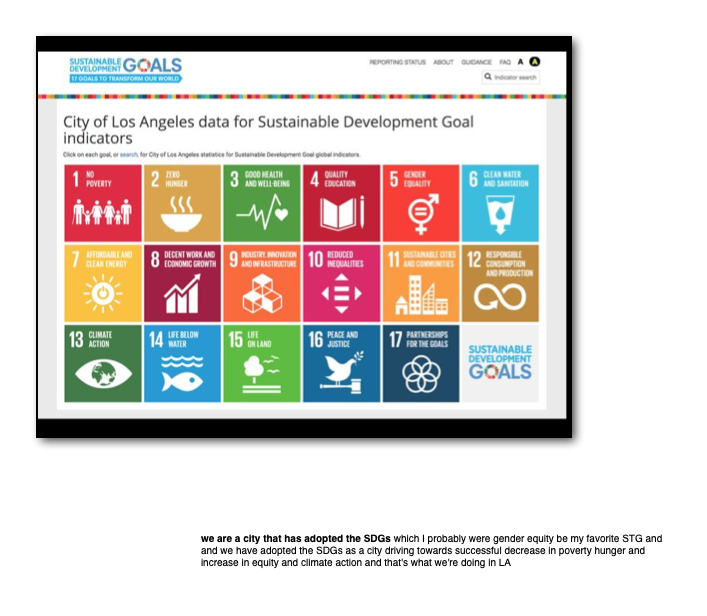 SUSTAINABLE
DEVELOPMENT GOALS
17 GOALS TO TRANSFORM OUR WORLD
REPORTING STATUS ABOUT GUIDANCE FAQ A A
Indicator search
City of Los Angeles data for Sustainable Development Goal
indicators
Click on each goal, or search, for City of Los Angeles statistics for Sustainable Development Goal global indicators.
1 NO
POVERTY
2 ZERO
HUNGER
3 GOOD HEALTH
AND WELL-BEING
4 QUALITY
EDUCATION
5 GENDER
EQUALITY
6 CLEAN WATER
AND SANITATION
7 AFFORDABLE AND
CLEAN ENERGY
8 DECENT WORK AND
ECONOMIC GROWTH
9 INDUSTRY, INNOVATION
AND INFRASTRUCTURE
10 REDUCED
INEQUALITIES
11 SUSTAINABLE CITIES
AND COMMUNITIES
12 RESPONSIBLE
CONSUMPTION
AND PRODUCTION
13 CLIMATE
ACTION
14 LIFE BELOW
WATER
15 LIFE
ON LAND
16 PEACE AND
JUSTICE
17 PARTNERSHIPS
FOR THE GOALS
SUSTAINABLE
DEVELOPMENT
GOALS
we are a city that has adopted the SDGs which I probably were gender equity be my favorite STG and
and we have adopted the SDGs as a city driving towards successful decrease in poverty hunger and
increase in equity and climate action and that's what we're doing in LA